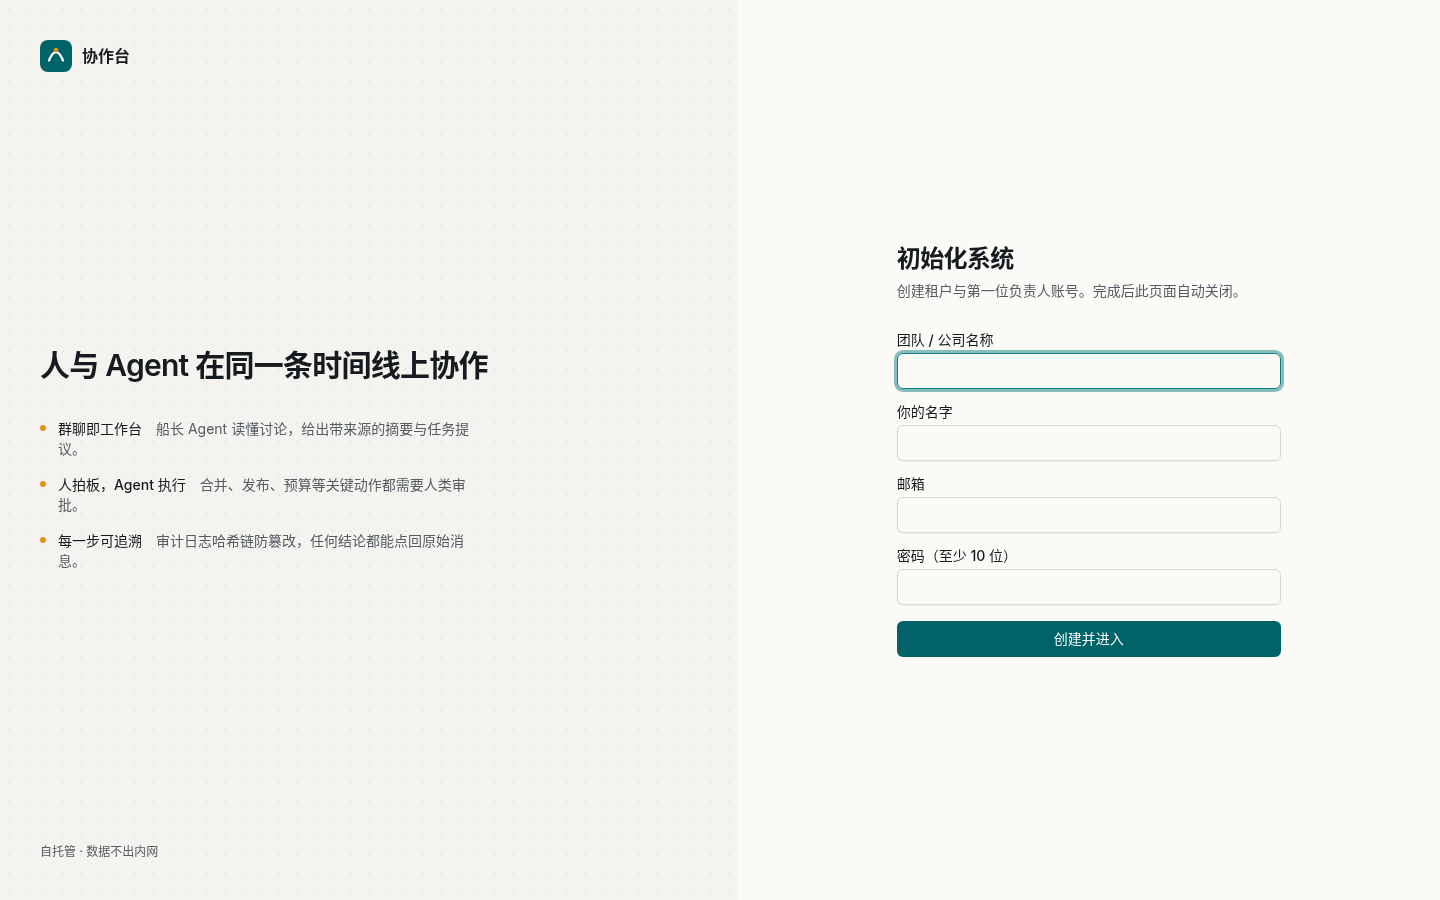 协作台
人与 Agent 在同一条时间线上协作
群聊即工作台 船长 Agent 读懂讨论，给出带来源的摘要与任务提
议。
人拍板，Agent 执行 合并、发布、预算等关键动作都需要人类审
批。
每一步可追溯 审计日志哈希链防篡改，任何结论都能点回原始消
息。
自托管 · 数据不出内网
初始化系统
创建租户与第一位负责人账号。完成后此页面自动关闭。
团队 / 公司名称
你的名字
邮箱
密码（至少 10 位）
创建并进入